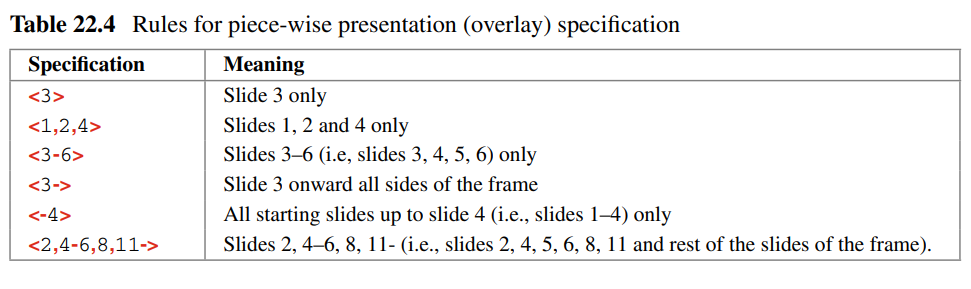 Table 22.4 Rules for piece-wise presentation (overlay) specification
Specification Meaning
<3> Slide 3 only
<1,2,4> Slides 1, 2 and 4 only
<3-6> Slides 3–6 (i.e, slides 3, 4, 5, 6) only
<3-> Slide 3 onward all sides of the frame
<-4> All starting slides up to slide 4 (i.e., slides 1–4) only
<2,4-6,8,11-> Slides 2, 4–6, 8, 11- (i.e., slides 2, 4, 5, 6, 8, 11 and rest of the slides of the frame).